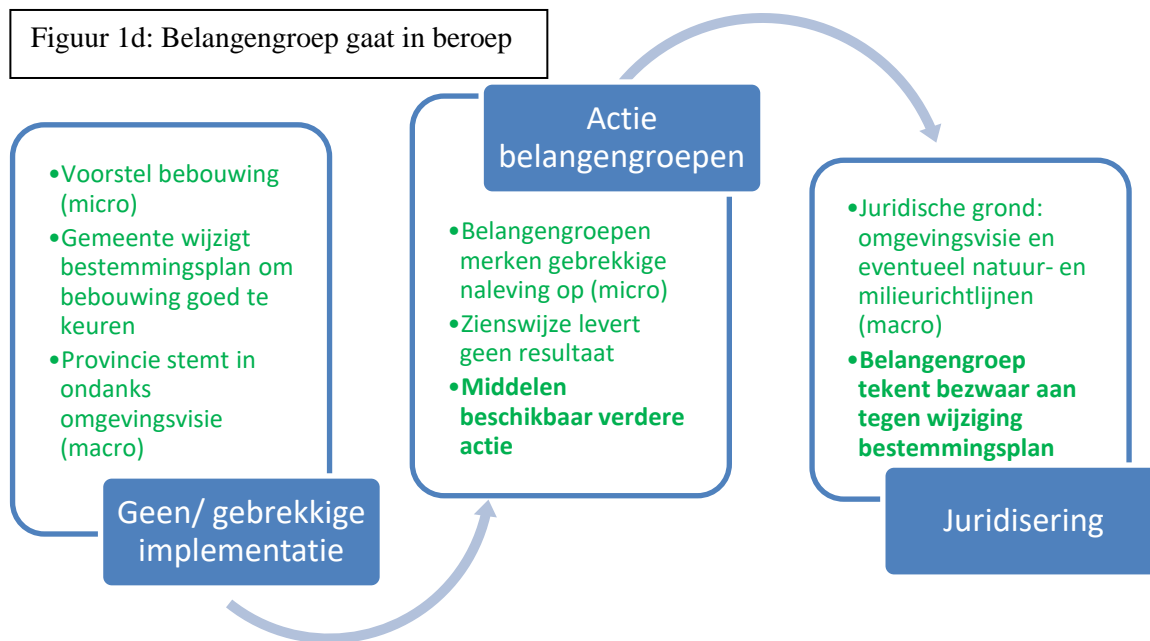 Figuur 1d: Belangengroep gaat in beroep
•Voorstel bebouwing
(micro)
•Gemeente wijzigt
bestemmingsplan om
bebouwing goed te
keuren
•Provincie stemt in
ondanks
omgevingsvisie
(macro)
Geen/ gebrekkige
implementatie
Actie
belangengroepen
•Belangengroepen
merken gebrekkige
naleving op (micro)
•Zienswijze levert
geen resultaat
•Middelen
beschikbaar verdere
actie
•Juridische grond:
omgevingsvisie en
eventueel natuur- en
milieurichtlijnen
(macro)
•Belangengroep
tekent bezwaar aan
tegen wijziging
bestemmingsplan
Juridisering